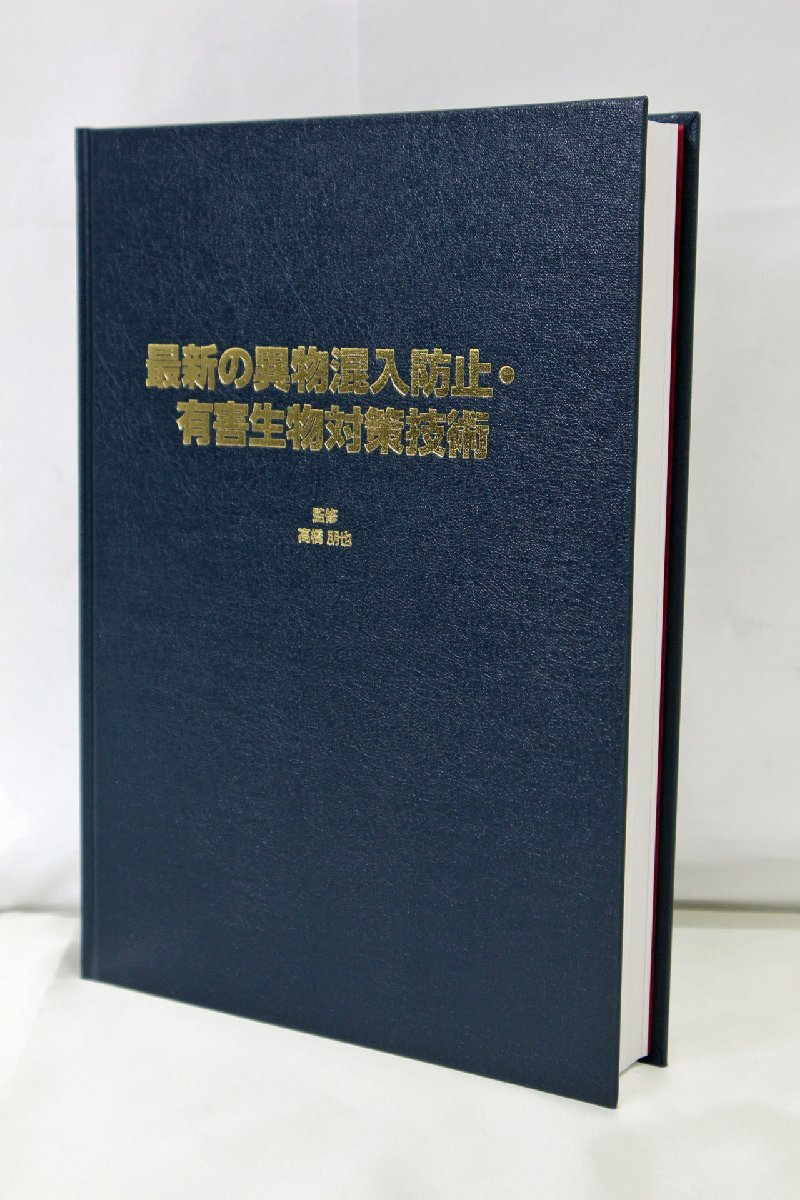 最新の異物混入防止・
有害生物対策技術
監修
高橋 朋也